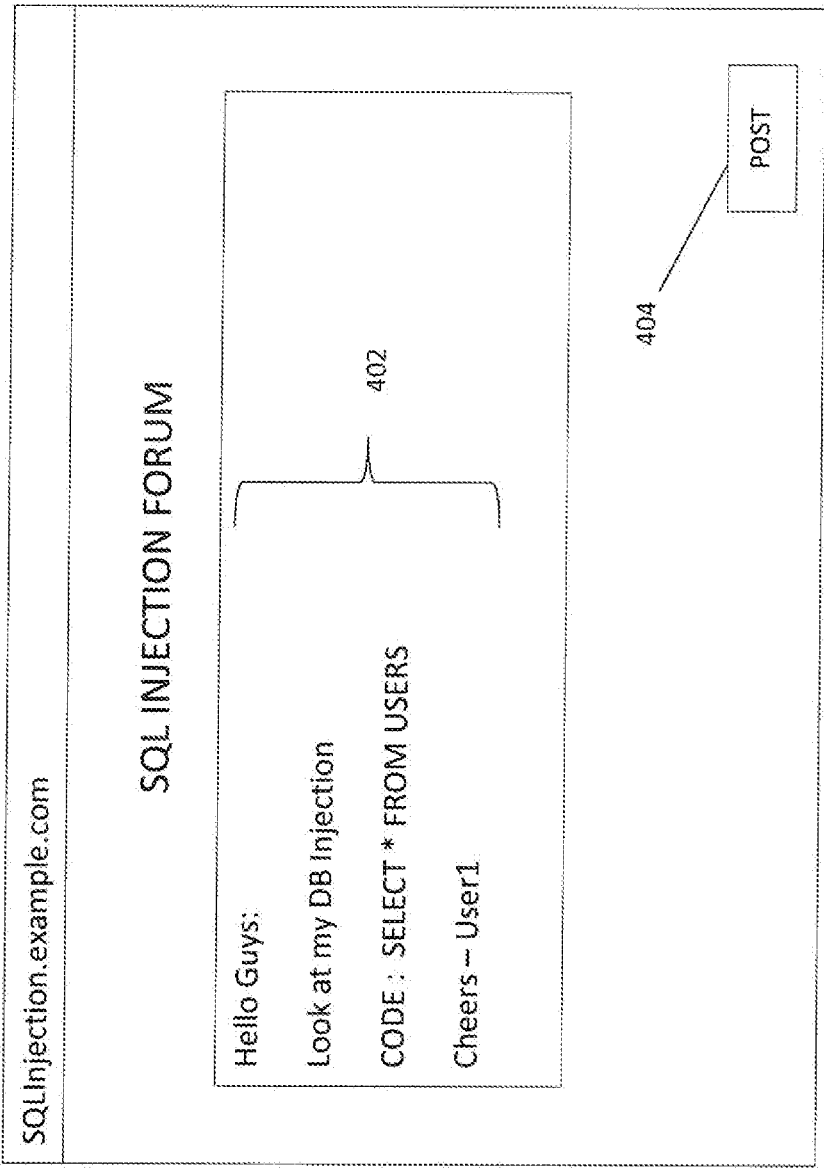 SQLInjection.example.com
SQL INJECTION FORUM
Hello Guys:
Look at my DB Injection
CODE : SELECT * FROM USERS
Cheers – User1
402
404
POST